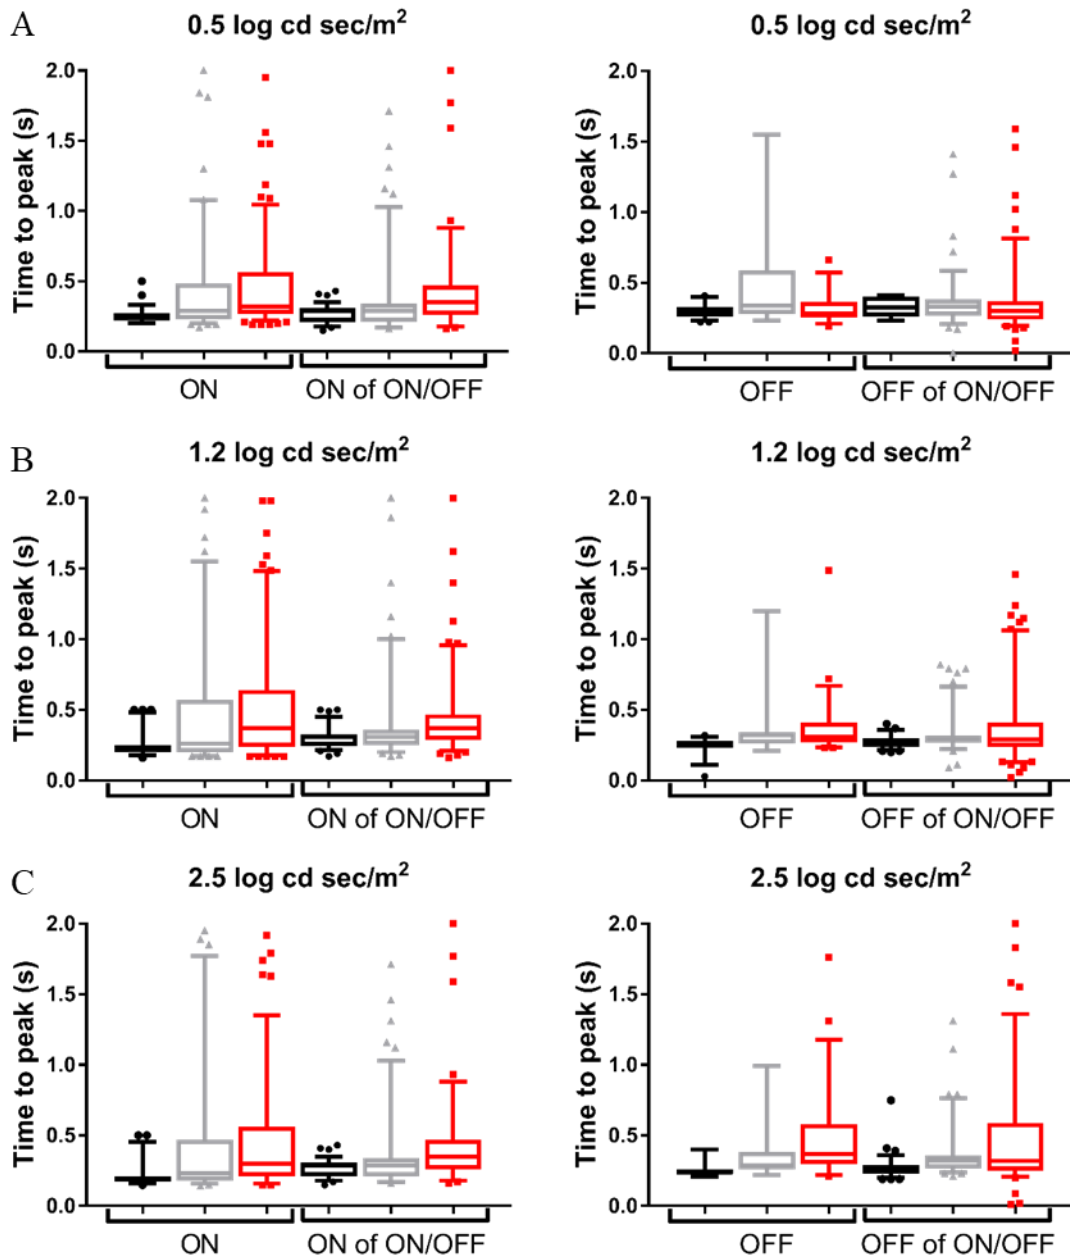 A
0.5 log cd sec/m²
Time to peak (s)
2.0
1.5
1.0
0.5
0.0
ON
ON of ON/OFF
0.5 log cd sec/m²
Time to peak (s)
2.0
1.5
1.0
0.5
0.0
OFF
OFF of ON/OFF
B
1.2 log cd sec/m²
Time to peak (s)
2.0
1.5
1.0
0.5
0.0
ON
ON of ON/OFF
1.2 log cd sec/m²
Time to peak (s)
2.0
1.5
1.0
0.5
0.0
OFF
OFF of ON/OFF
C
2.5 log cd sec/m²
Time to peak (s)
2.0
1.5
1.0
0.5
0.0
ON
ON of ON/OFF
2.5 log cd sec/m²
Time to peak (s)
2.0
1.5
1.0
0.5
0.0
OFF
OFF of ON/OFF